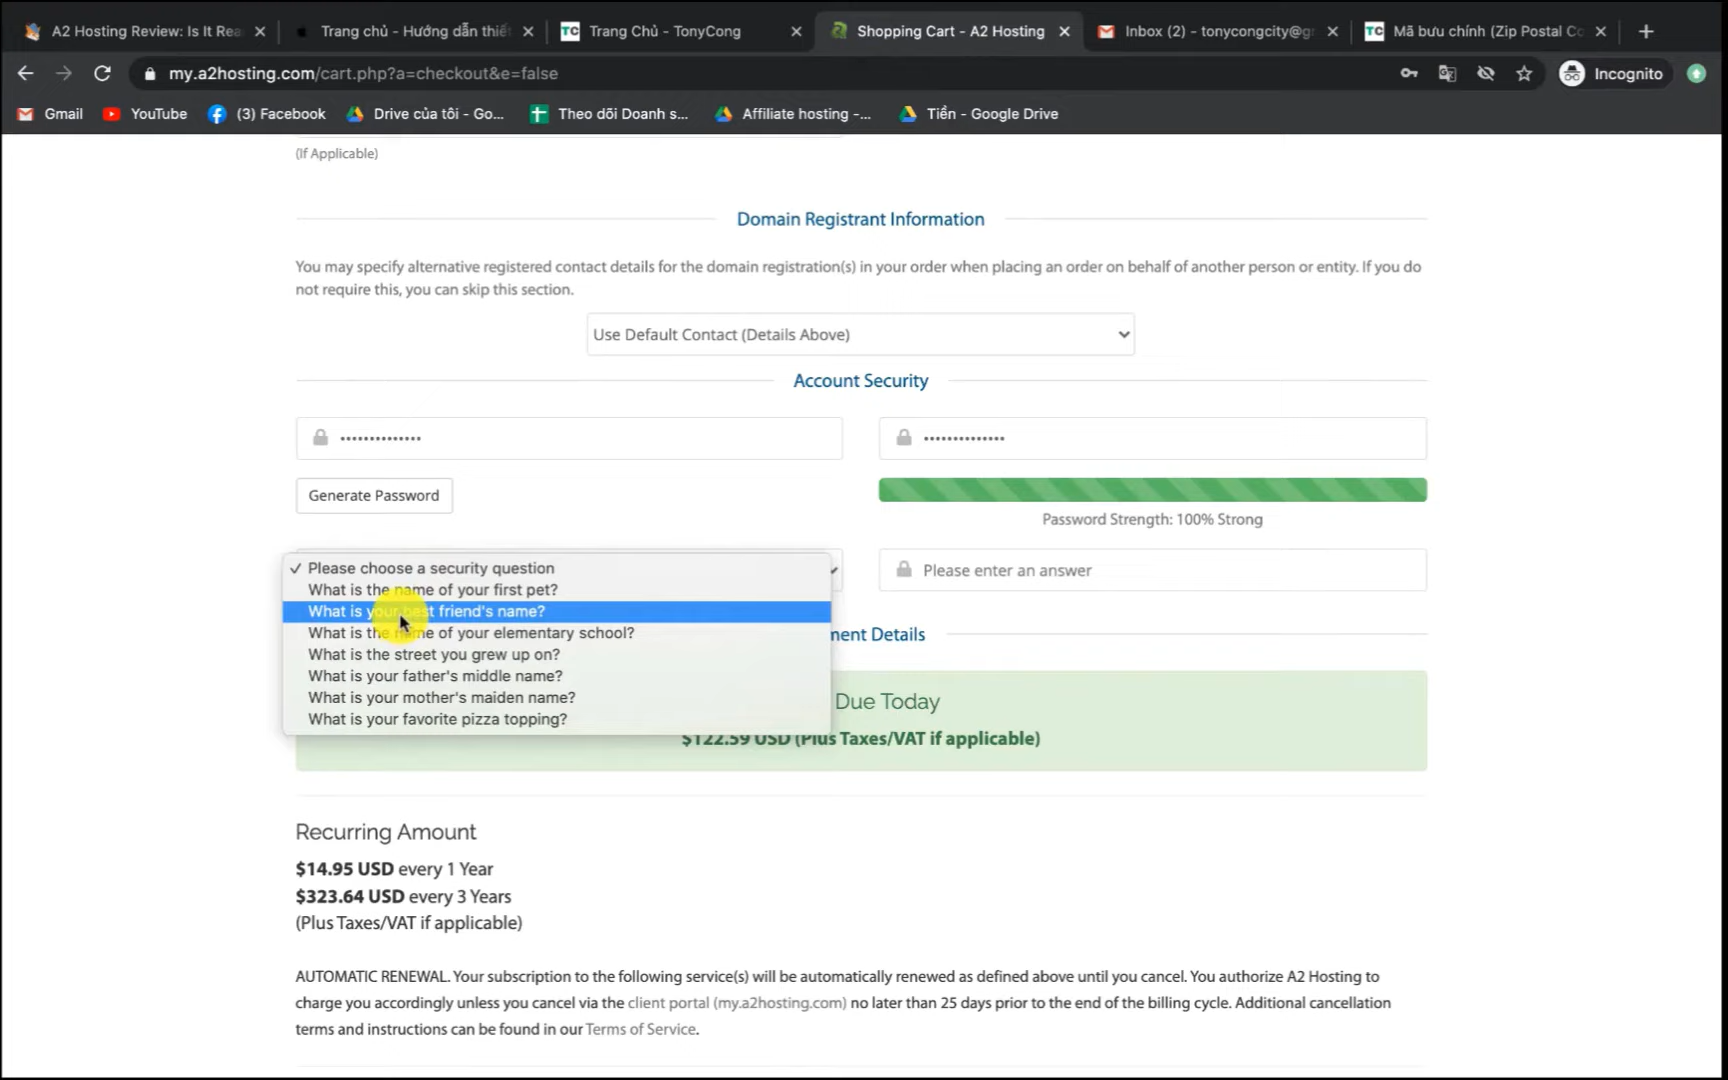 A2 Hosting Review: Is It Rea
Trang chủ - Hướng dẫn thiết
TC Trang Chủ - TonyCong
Shopping Cart - A2 Hosting
Inbox (2) - tonycongcity@g
TC Mã bưu chính (Zip Postal Co
my.a2hosting.com/cart.php?a=checkout&e=false
Incognito
Gmail
YouTube
(3) Facebook
Drive của tôi - Go...
Theo dõi Doanh s...
Affiliate hosting -...
Tiền - Google Drive
(If Applicable)
Domain Registrant Information
You may specify alternative registered contact details for the domain registration(s) in your order when placing an order on behalf of another person or entity. If you do
not require this, you can skip this section.
Use Default Contact (Details Above)
Account Security
Generate Password
Password Strength: 100% Strong
Please choose a security question
What is the name of your first pet?
What is your best friend's name?
What is the name of your elementary school?
What is the street you grew up on?
What is your father's middle name?
What is your mother's maiden name?
What is your favorite pizza topping?
Please enter an answer
ment Details
Due Today
$122.59 USD (Plus Taxes/VAT if applicable)
Recurring Amount
$14.95 USD every 1 Year
$323.64 USD every 3 Years
(Plus Taxes/VAT if applicable)
AUTOMATIC RENEWAL. Your subscription to the following service(s) will be automatically renewed as defined above until you cancel. You authorize A2 Hosting to
charge you accordingly unless you cancel via the client portal (my.a2hosting.com) no later than 25 days prior to the end of the billing cycle. Additional cancellation
terms and instructions can be found in our Terms of Service.